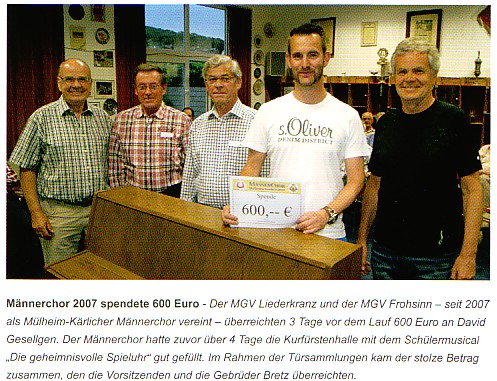 s.Oliver
DENIM DISTRICT
MÄNNERCHOR
Spende
600,-- €
Männerchor 2007 spendete 600 Euro - Der MGV Liederkranz und der MGV Frohsinn – seit 2007
als Mülheim-Kärlicher Männerchor vereint – überreichten 3 Tage vor dem Lauf 600 Euro an David
Gesellgen. Der Männerchor hatte zuvor über 4 Tage die Kurfürstenhalle mit dem Schülermusical
„Die geheimnisvolle Spieluhr“ gut gefüllt. Im Rahmen der Türsammlungen kam der stolze Betrag
zusammen, den die Vorsitzenden und die Gebrüder Bretz überreichten.